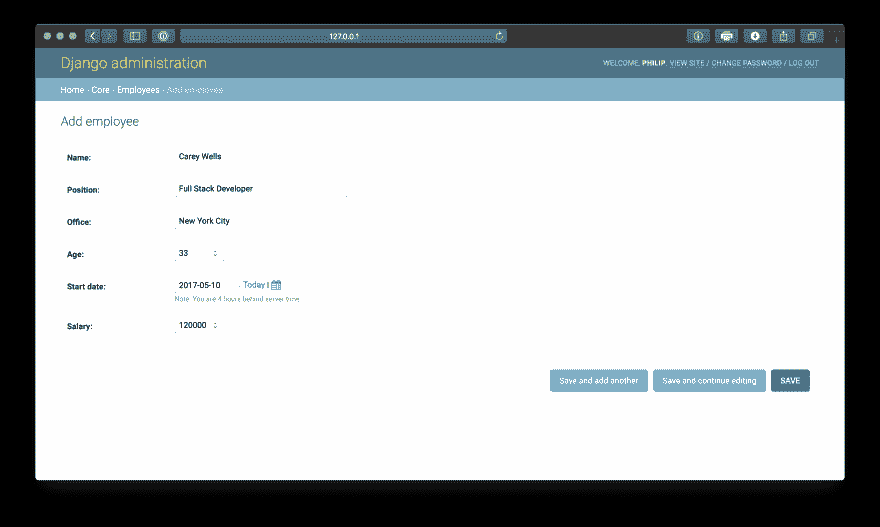 127.0.0.1
Django administration
WELCOME, PHILIP. VIEW SITE / CHANGE PASSWORD / LOG OUT
Home › Core › Employees › Add employee
Add employee
Name: Carey Wells
Position: Full Stack Developer
Office: New York City
Age: 33
Start date: 2017-05-10 Today |
Note: You are 4 hours behind server time.
Salary: 120000
Save and add another Save and continue editing SAVE